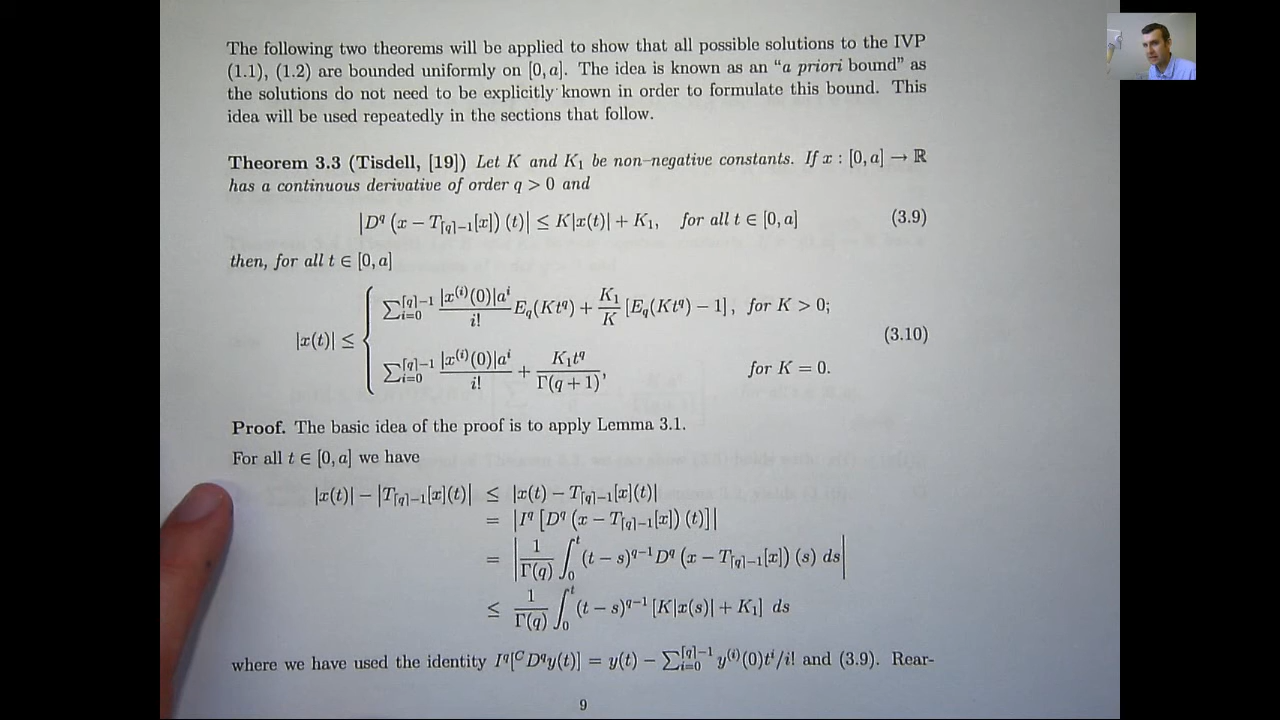 The following two theorems will be applied to show that all possible solutions to the IVP
(1.1), (1.2) are bounded uniformly on [0, a]. The idea is known as an “a priori bound” as
the solutions do not need to be explicitly known in order to formulate this bound. This
idea will be used repeatedly in the sections that follow.
Theorem 3.3 (Tisdell, [19]) Let K and K₁ be non–negative constants. If x : [0, a] → ℝ
has a continuous derivative of order q > 0 and
|D^q (x − T_{⌈q⌉−1}[x]) (t)| ≤ K|x(t)| + K₁, for all t ∈ [0, a] (3.9)
then, for all t ∈ [0, a]
|x(t)| ≤ { ∑_{i=0}^{⌈q⌉−1} |x^{(i)}(0)|a^i / i! E_q(Kt^q) + K₁/K [E_q(Kt^q) − 1], for K > 0;
∑_{i=0}^{⌈q⌉−1} |x^{(i)}(0)|a^i / i! + K₁t^q / Γ(q + 1), for K = 0. (3.10)
Proof. The basic idea of the proof is to apply Lemma 3.1.
For all t ∈ [0, a] we have
|x(t)| − |T_{⌈q⌉−1}[x](t)| ≤ |x(t) − T_{⌈q⌉−1}[x](t)|
= |I^q [D^q (x − T_{⌈q⌉−1}[x]) (t)]|
= |1/Γ(q) ∫_0^t (t − s)^{q−1} D^q (x − T_{⌈q⌉−1}[x]) (s) ds|
≤ 1/Γ(q) ∫_0^t (t − s)^{q−1} [K|x(s)| + K₁] ds
where we have used the identity I^q[^C D^q y(t)] = y(t) − ∑_{i=0}^{⌈q⌉−1} y^{(i)}(0)t^i/i! and (3.9). Rear-
9